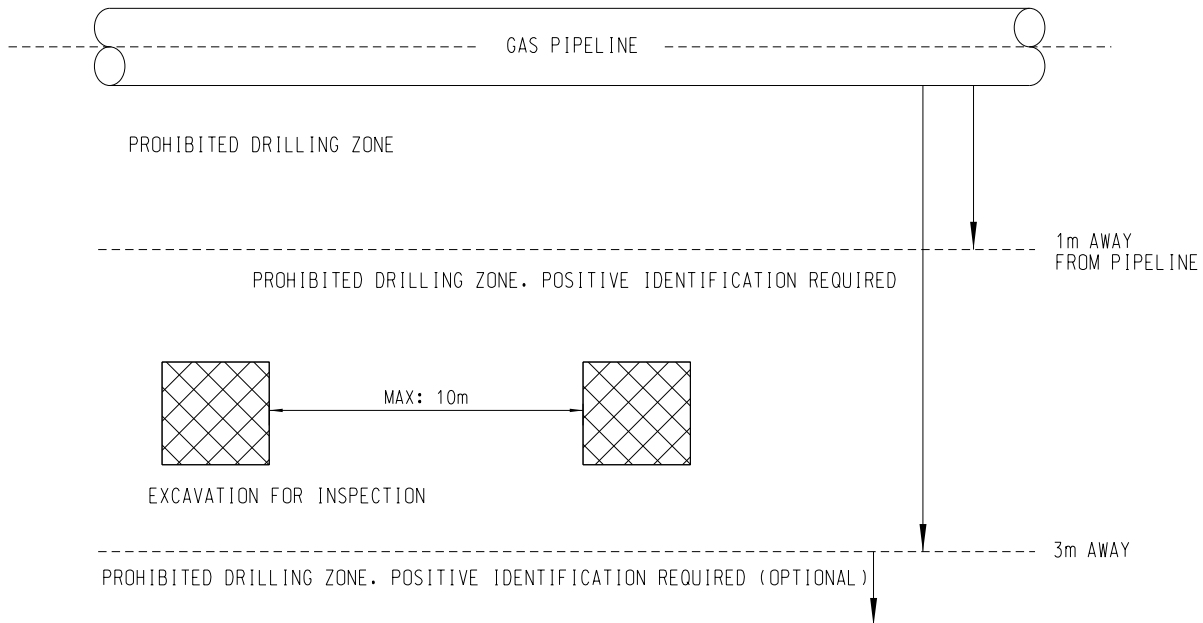 GAS PIPELINE
PROHIBITED DRILLING ZONE
1m AWAY
FROM PIPELINE
PROHIBITED DRILLING ZONE. POSITIVE IDENTIFICATION REQUIRED
MAX: 10m
EXCAVATION FOR INSPECTION
3m AWAY
PROHIBITED DRILLING ZONE. POSITIVE IDENTIFICATION REQUIRED (OPTIONAL)